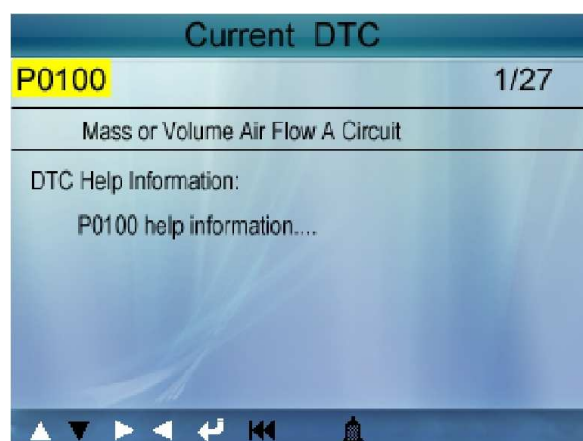 Current DTC
P0100 1/27
Mass or Volume Air Flow A Circuit
DTC Help Information:
P0100 help information....